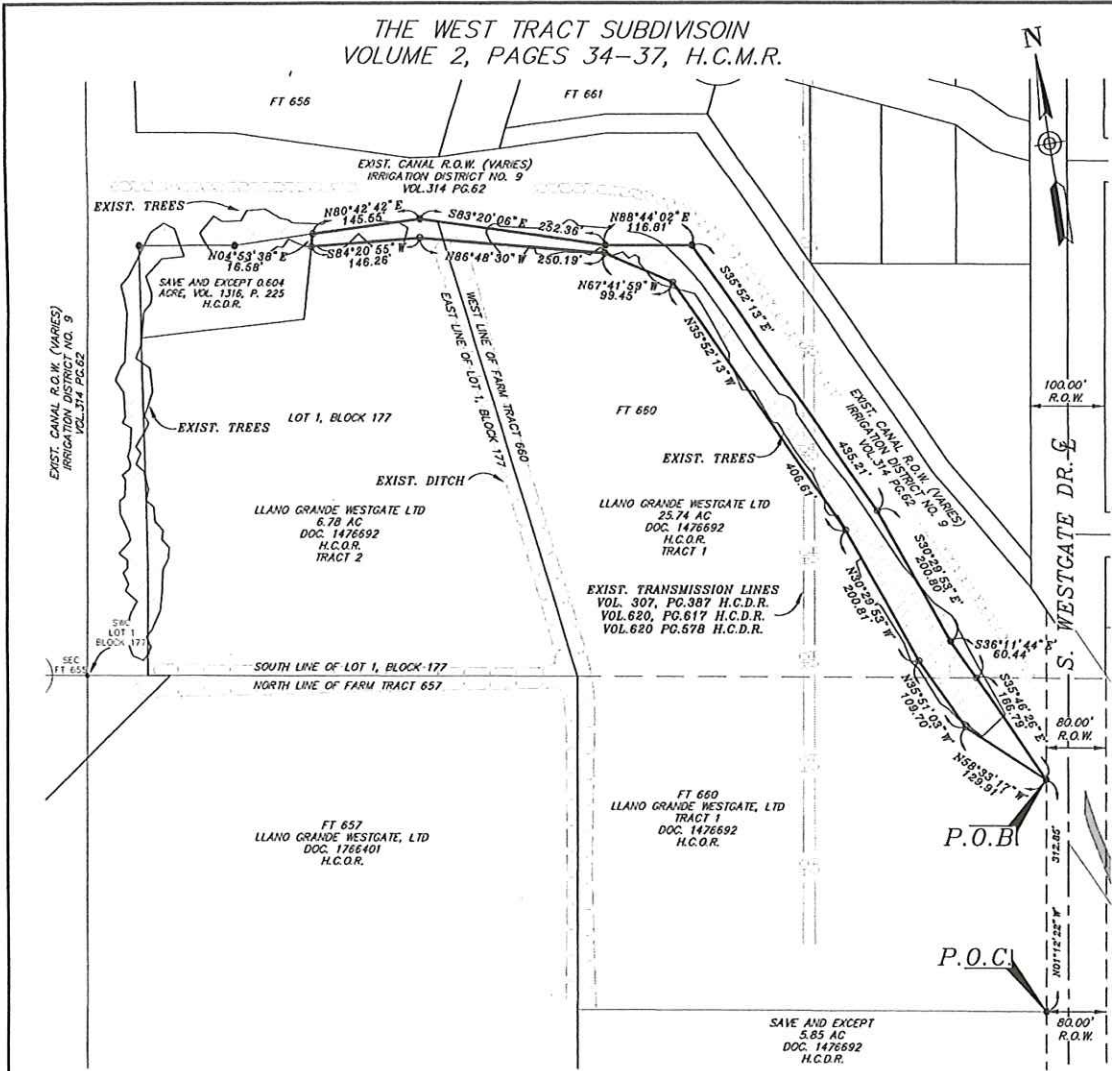 THE WEST TRACT SUBDIVISOIN
VOLUME 2, PAGES 34-37, H.C.M.R.
N
FT 656
FT 661
EXIST. CANAL R.O.W. (VARIES)
IRRIGATION DISTRICT NO. 9
VOL.314 PG.62
EXIST. TREES
N80°42'42"E
145.55'
S83°20'06"E
252.36'
N88°44'02"E
116.81'
N04°53'38"E
16.58'
S84°20'55"W
146.26'
N86°48'30"W
250.19'
N67°41'59"W
99.45'
SAVE AND EXCEPT 0.604
ACRE, VOL. 1316, P. 225
H.C.D.R.
S35°52'13"E
435.21'
EXIST. CANAL R.O.W. (VARIES)
IRRIGATION DISTRICT NO. 9
VOL.314 PG.62
N35°52'13"W
406.61'
WEST LINE OF FARM TRACT 660
EAST LINE OF LOT 1, BLOCK 177
100.00'
R.O.W.
EXIST. CANAL R.O.W. (VARIES)
IRRIGATION DISTRICT NO. 9
VOL.314 PG.62
EXIST. TREES
LOT 1, BLOCK 177
FT 660
EXIST. TREES
EXIST. DITCH
LLANO GRANDE WESTGATE LTD
6.78 AC
DOC. 1476692
H.C.O.R.
TRACT 2
LLANO GRANDE WESTGATE LTD
25.74 AC
DOC. 1476692
H.C.O.R.
TRACT 1
EXIST. TRANSMISSION LINES
VOL. 307, PG.387 H.C.D.R.
VOL.620, PG.617 H.C.D.R.
VOL.620 PG.578 H.C.D.R.
S30°29'53"E
200.80'
N30°29'53"W
200.81'
S. WESTGATE DR.-℄
SWC
LOT 1
BLOCK 177
SEC
FT 655
SOUTH LINE OF LOT 1, BLOCK-177
NORTH LINE OF FARM TRACT 657
S36°11'44"E
60.44'
S35°46'26"E
166.79'
N35°51'03"W
109.70'
80.00'
R.O.W.
N58°33'17"W
129.91'
FT 657
LLANO GRANDE WESTGATE, LTD
DOC. 1766401
H.C.O.R.
FT 660
LLANO GRANDE WESTGATE, LTD
TRACT 1
DOC. 1476692
H.C.O.R.
P.O.B
312.85'
N01°12'22"W
P.O.C.
SAVE AND EXCEPT
5.85 AC
DOC. 1476692
H.C.D.R.
80.00'
R.O.W.